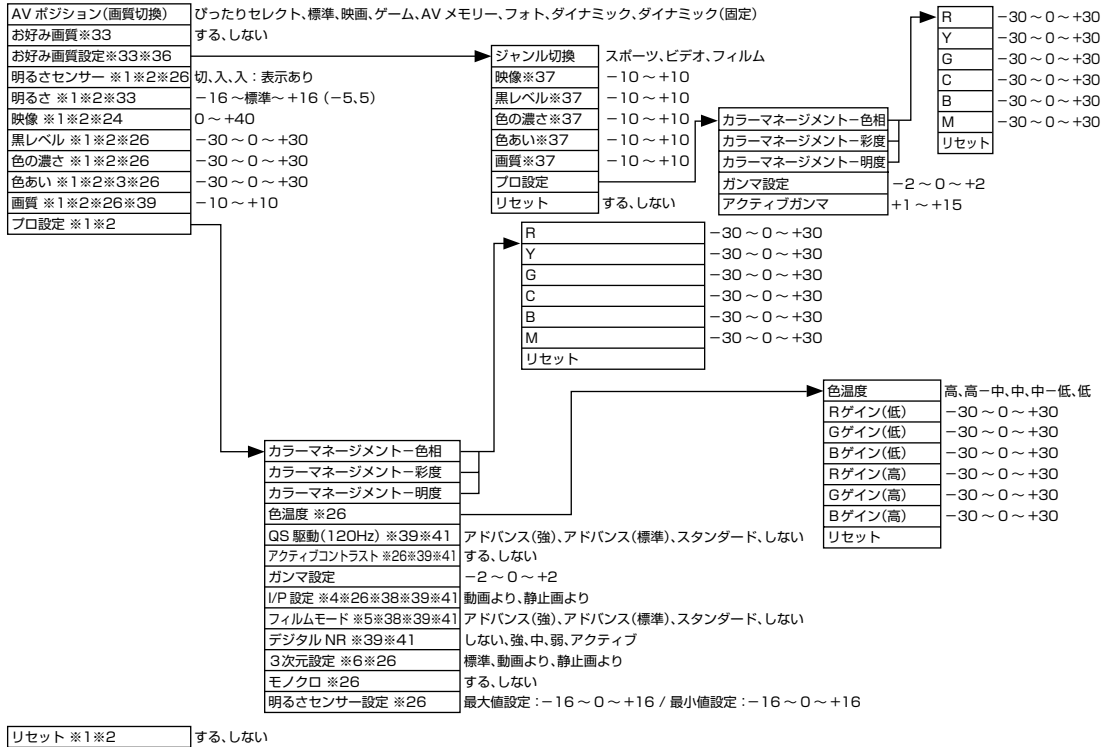 AV ポジション(画質切換) ぴったりセレクト、標準、映画、ゲーム、AV メモリー、フォト、ダイナミック、ダイナミック(固定)
お好み画質※33 する、しない
お好み画質設定※33※36
明るさセンサー ※1※2※26 切、入、入：表示あり
明るさ ※1※2※33 −16～標準～+16（−5、5）
映像 ※1※2※24 0～+40
黒レベル ※1※2※26 −30～0～+30
色の濃さ ※1※2※26 −30～0～+30
色あい ※1※2※3※26 −30～0～+30
画質 ※1※2※26※39 −10～+10
プロ設定 ※1※2
ジャンル切換 スポーツ、ビデオ、フィルム
映像※37 −10～+10
黒レベル※37 −10～+10
色の濃さ※37 −10～+10
色あい※37 −10～+10
画質※37 −10～+10
プロ設定
リセット する、しない
カラーマネージメント−色相
カラーマネージメント−彩度
カラーマネージメント−明度
ガンマ設定 −2～0～+2
アクティブガンマ +1～+15
R −30～0～+30
Y −30～0～+30
G −30～0～+30
C −30～0～+30
B −30～0～+30
M −30～0～+30
リセット
R −30～0～+30
Y −30～0～+30
G −30～0～+30
C −30～0～+30
B −30～0～+30
M −30～0～+30
リセット
カラーマネージメント−色相
カラーマネージメント−彩度
カラーマネージメント−明度
色温度 ※26
QS 駆動(120Hz) ※39※41 アドバンス(強)、アドバンス(標準)、スタンダード、しない
アクティブコントラスト ※26※39※41 する、しない
ガンマ設定 −2～0～+2
I/P 設定 ※4※26※38※39※41 動画より、静止画より
フィルムモード ※5※38※39※41 アドバンス(強)、アドバンス(標準)、スタンダード、しない
デジタル NR ※39※41 しない、強、中、弱、アクティブ
３次元設定 ※6※26 標準、動画より、静止画より
モノクロ ※26 する、しない
明るさセンサー設定 ※26 最大値設定：−16～0～+16 / 最小値設定：−16～0～+16
色温度 高、高−中、中、中−低、低
Rゲイン(低) −30～0～+30
Gゲイン(低) −30～0～+30
Bゲイン(低) −30～0～+30
Rゲイン(高) −30～0～+30
Gゲイン(高) −30～0～+30
Bゲイン(高) −30～0～+30
リセット
リセット ※1※2 する、しない